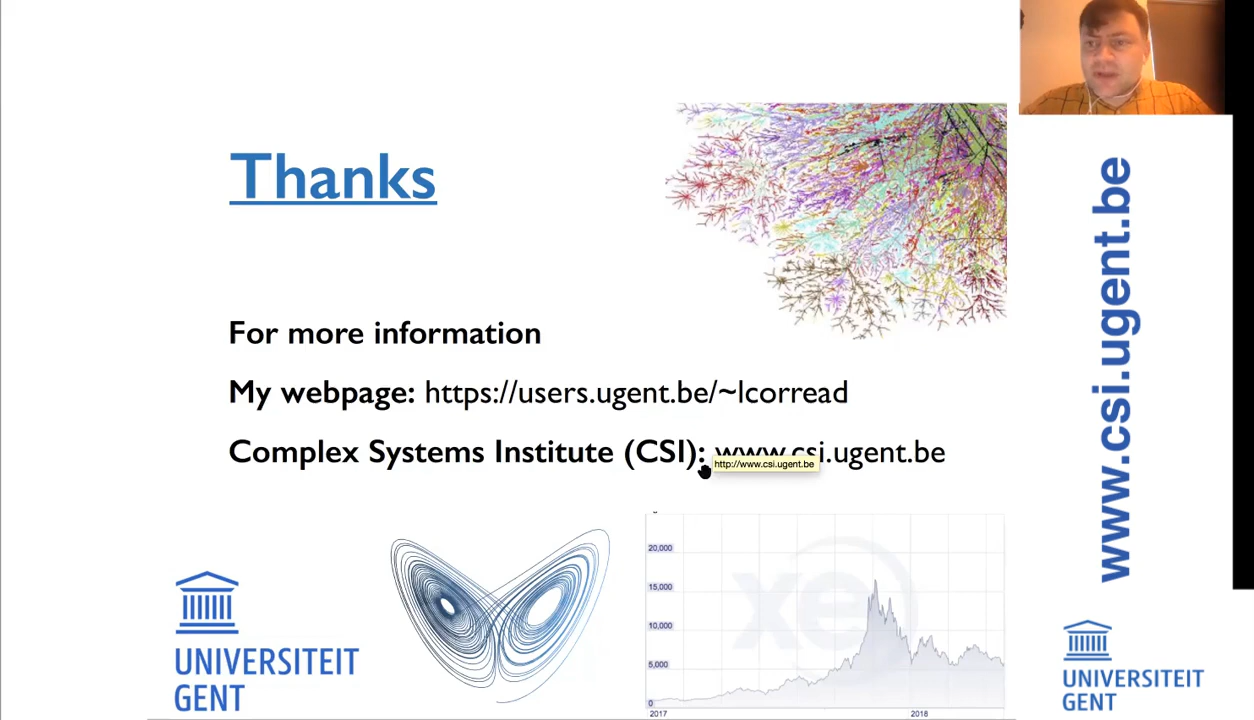 Thanks
For more information
My webpage: https://users.ugent.be/~lcorread
Complex Systems Institute (CSI): www.csi.ugent.be
http://www.csi.ugent.be
UNIVERSITEIT
GENT
20,000
15,000
10,000
5,000
0
2017 2018
xe
www.csi.ugent.be
UNIVERSITEIT
GENT